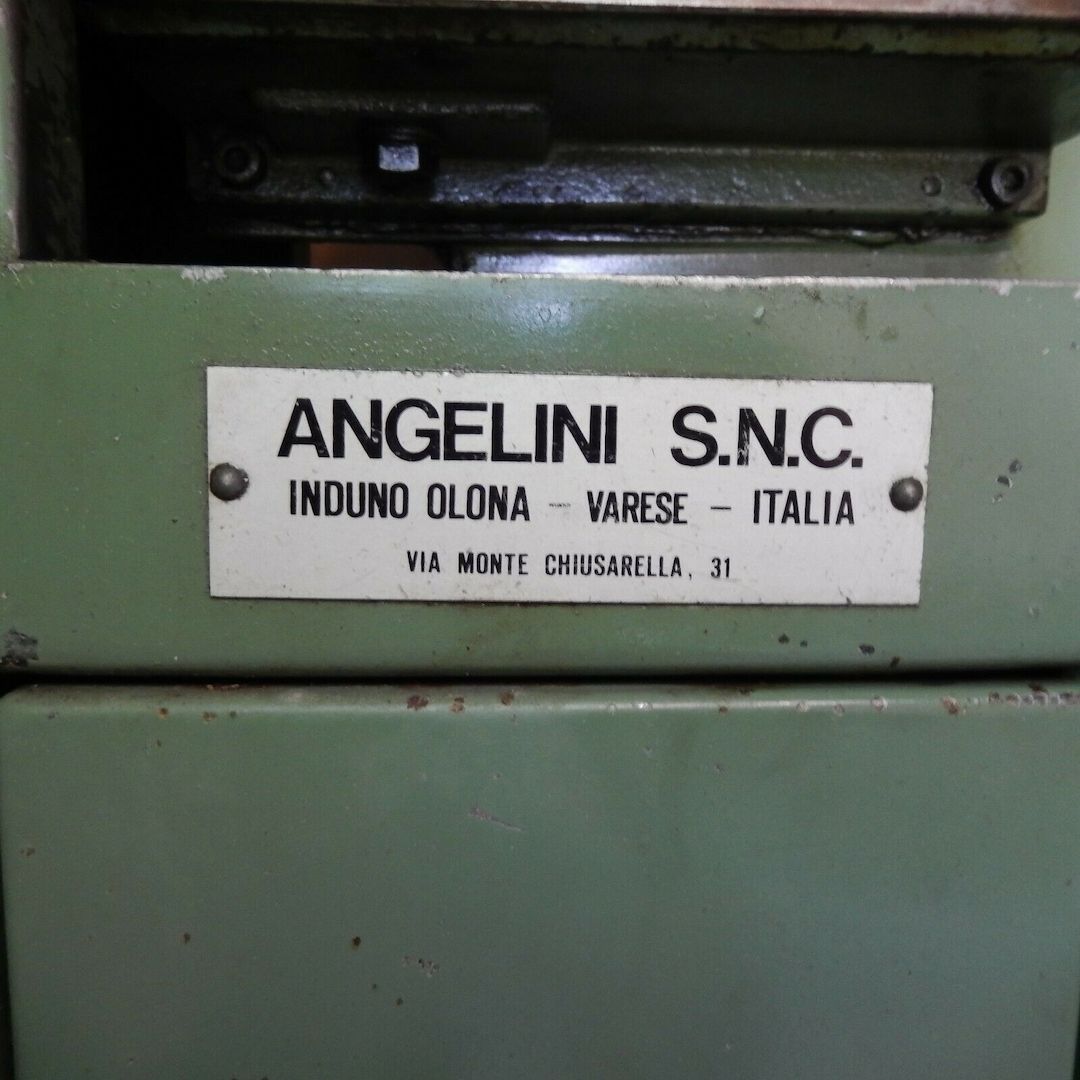 ANGELINI S.N.C.
INDUNO OLONA - VARESE - ITALIA
VIA MONTE CHIUSARELLA, 31